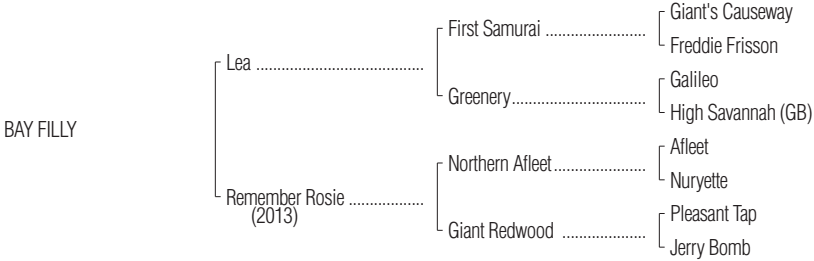 Giant's Causeway
First Samurai ........................
Freddie Frisson
Lea ........................................
Galileo
Greenery................................
High Savannah (GB)
BAY FILLY
Afleet
Northern Afleet......................
Nuryette
Remember Rosie ..................
(2013)
Pleasant Tap
Giant Redwood ....................
Jerry Bomb